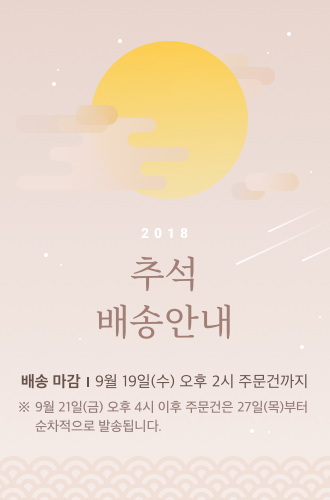 2018
추석
배송안내
배송 마감 I 9월 19일(수) 오후 2시 주문건까지
※ 9월 21일(금) 오후 4시 이후 주문건은 27일(목)부터
순차적으로 발송됩니다.